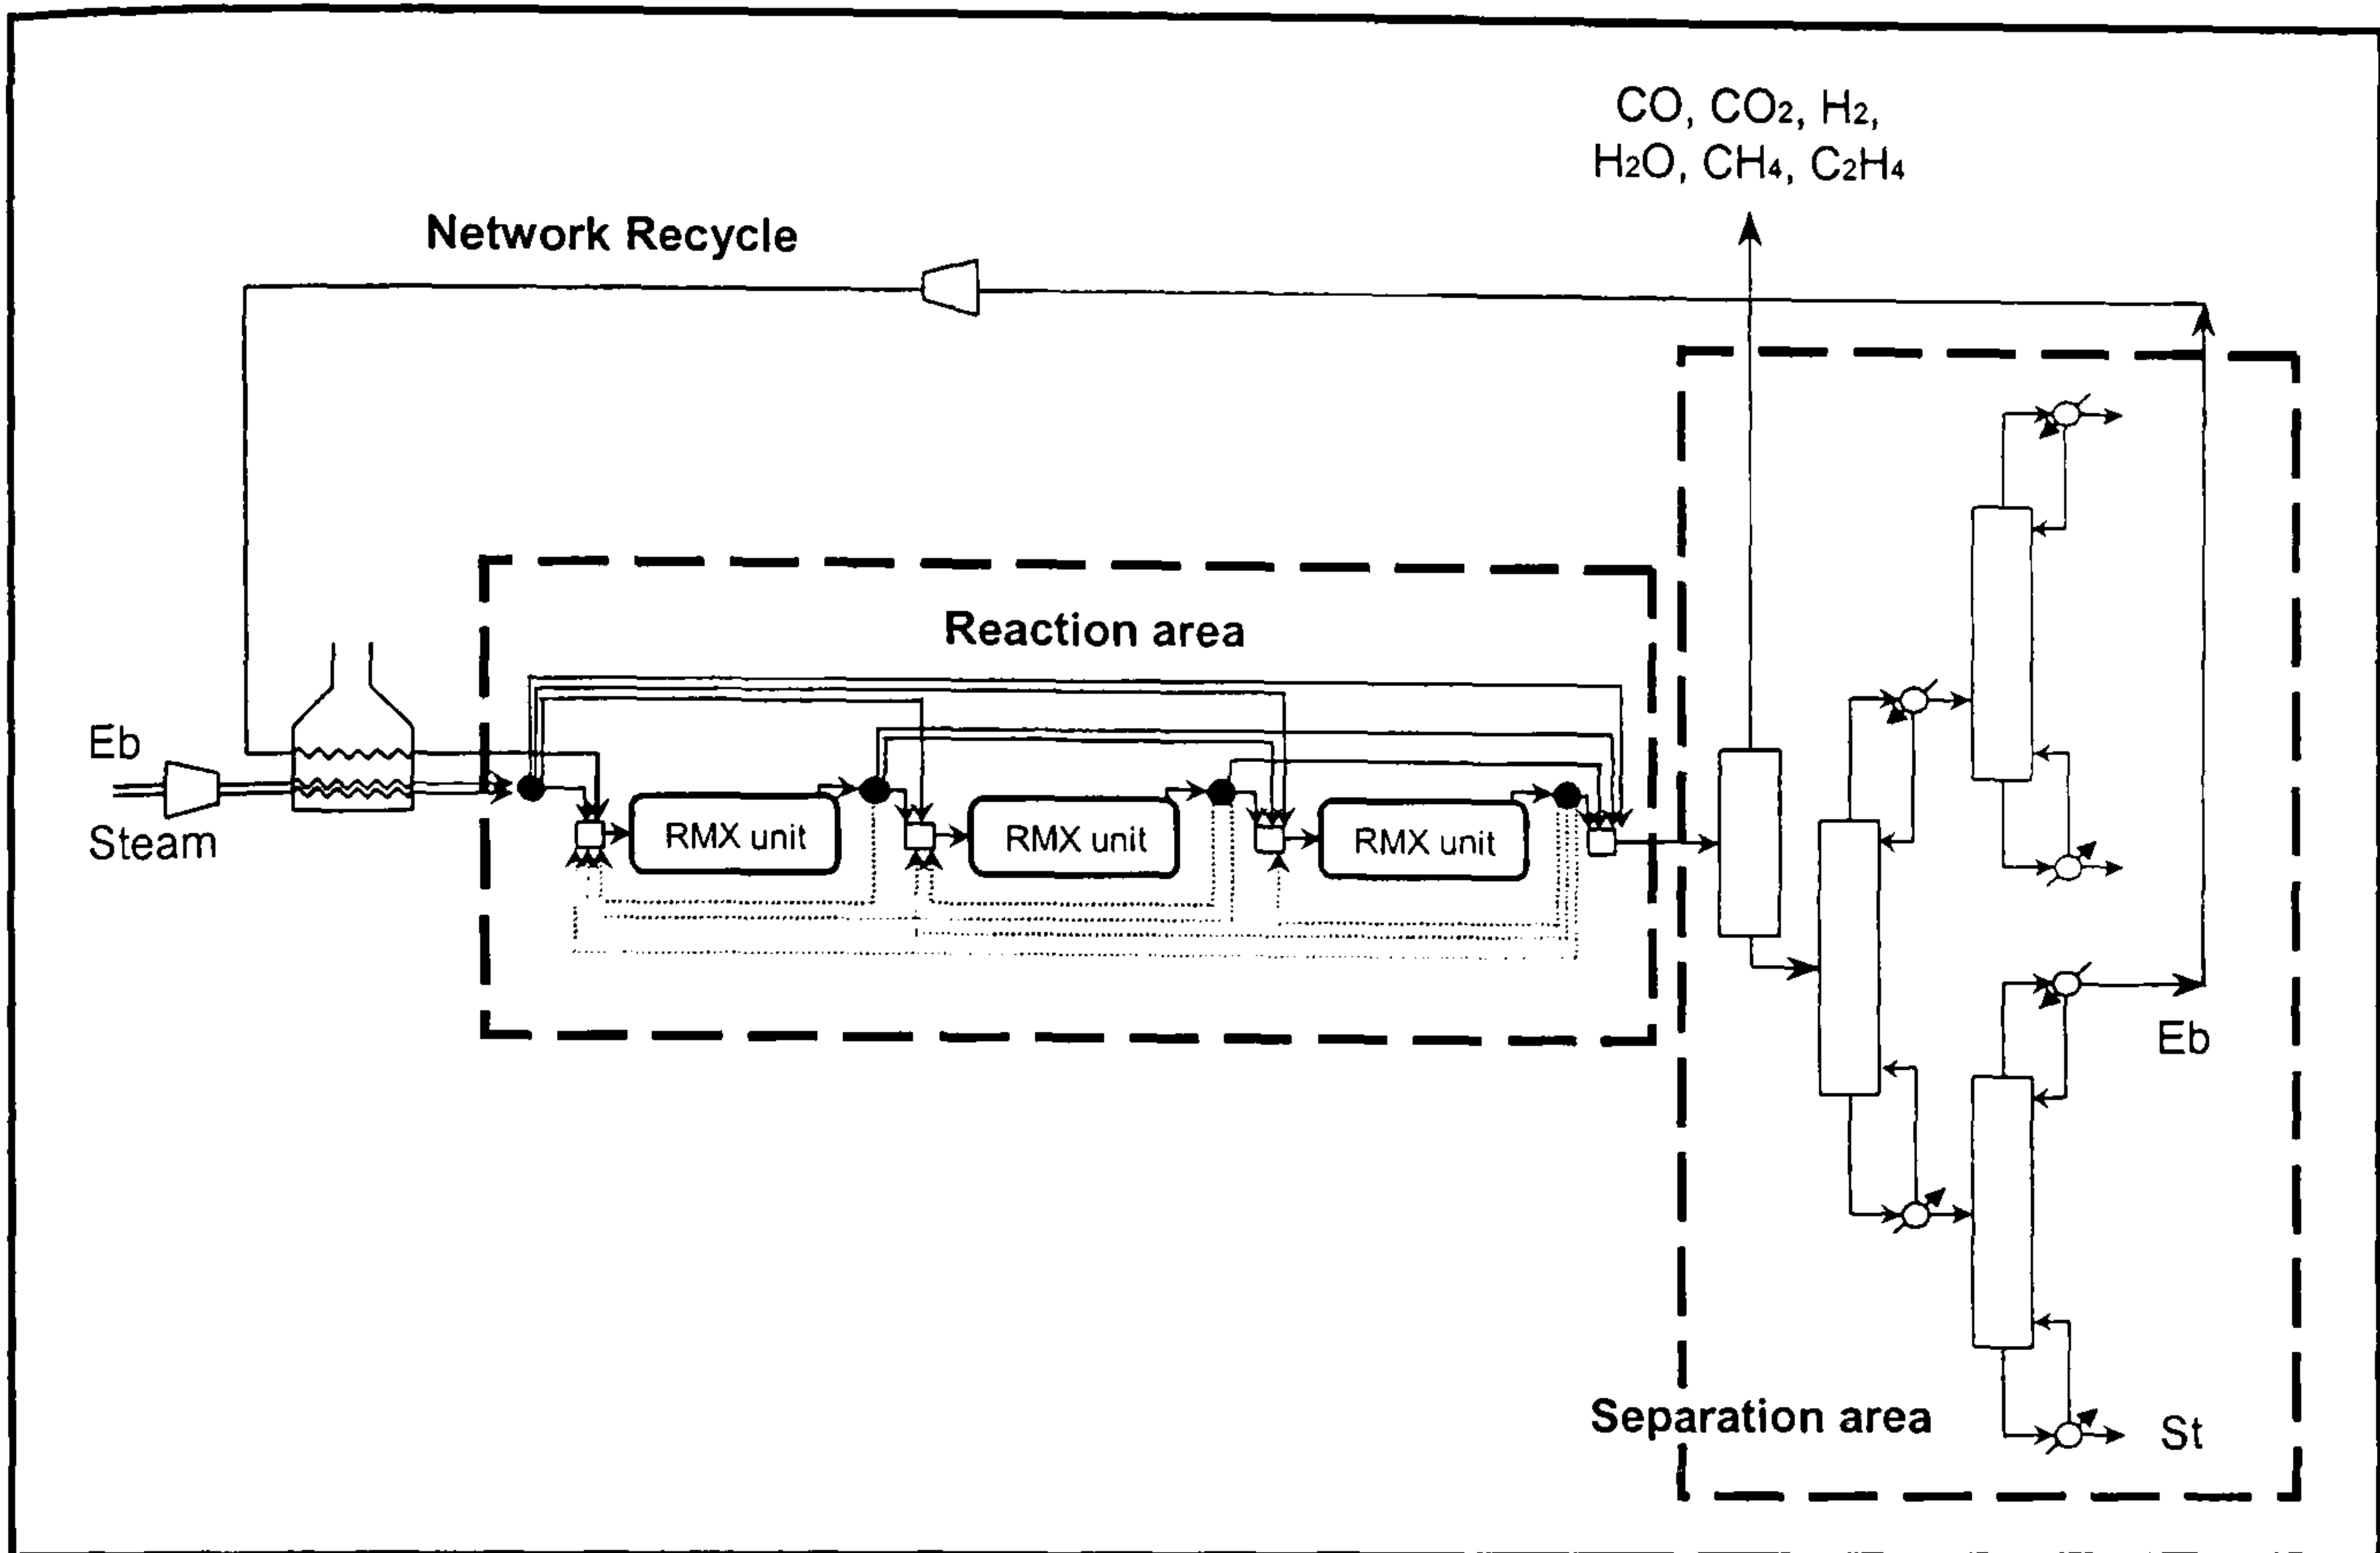 CO, CO2, H2,
H2O, CH4, C2H4
Network Recycle
Reaction area
Eb
Steam
RMX unit
RMX unit
RMX unit
Eb
Separation area
St